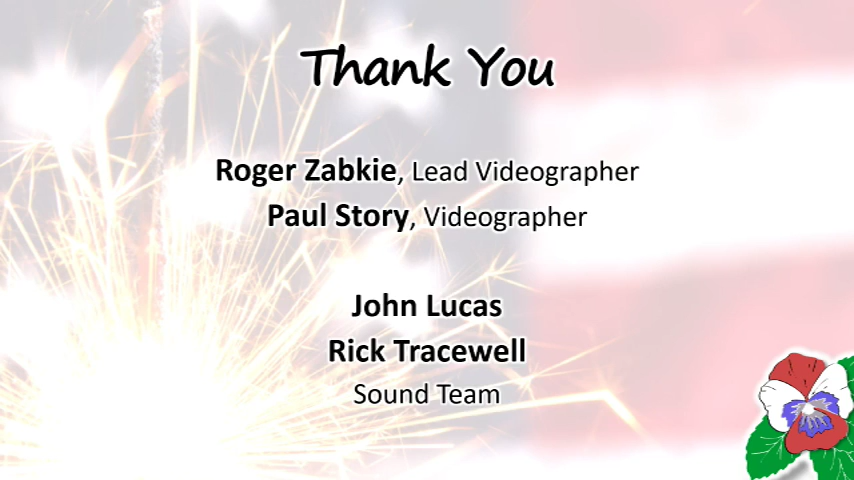 Thank You
Roger Zabkie, Lead Videographer
Paul Story, Videographer
John Lucas
Rick Tracewell
Sound Team